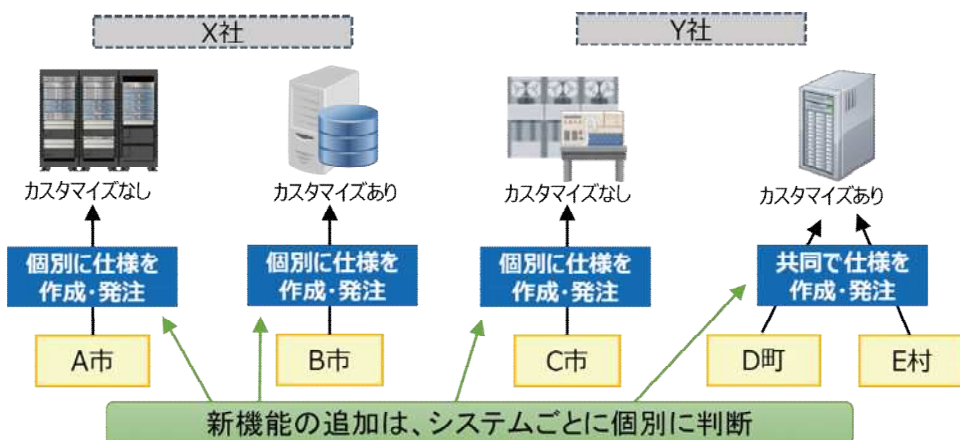 X社
Y社
カスタマイズなし
カスタマイズあり
カスタマイズなし
カスタマイズあり
個別に仕様を
作成・発注
個別に仕様を
作成・発注
個別に仕様を
作成・発注
共同で仕様を
作成・発注
A市
B市
C市
D町
E村
新機能の追加は、システムごとに個別に判断